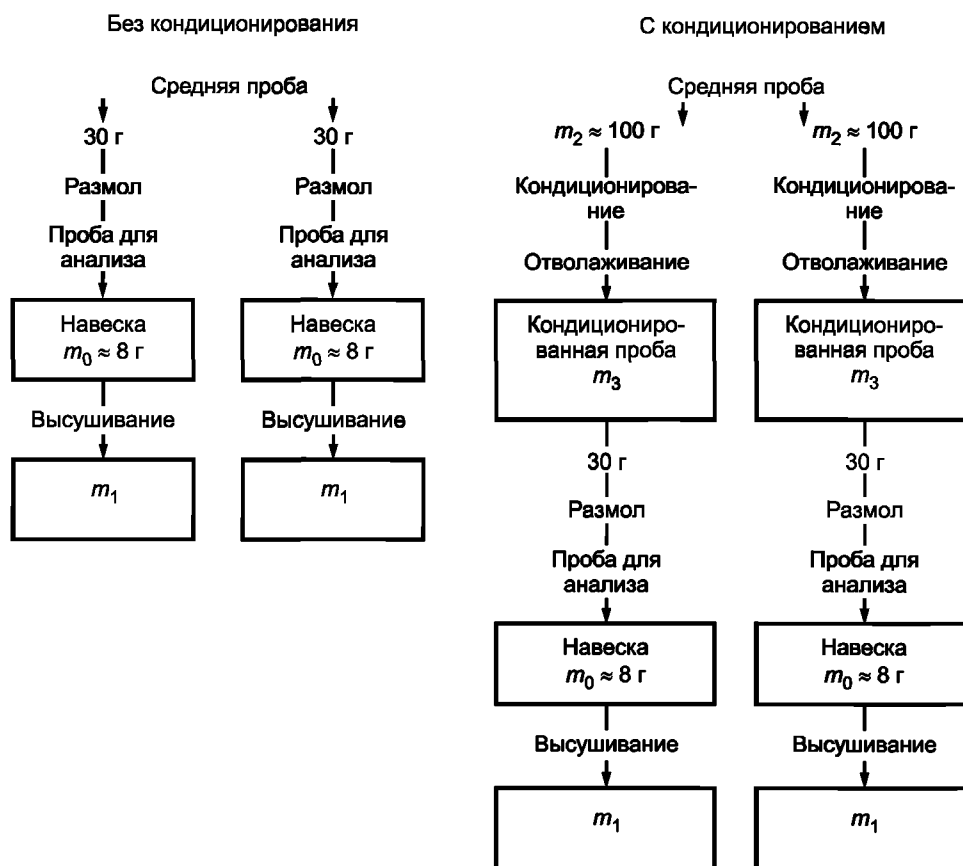 Без кондиционирования
Средняя проба
30 г
30 г
Размол
Размол
Проба для
анализа
Проба для
анализа
Навеска
m₀ ≈ 8 г
Навеска
m₀ ≈ 8 г
Высушивание
Высушивание
m₁
m₁
С кондиционированием
Средняя проба
m₂ ≈ 100 г
m₂ ≈ 100 г
Кондиционирова-
ние
Кондиционирова-
ние
Отволаживание
Отволаживание
Кондициониро-
ванная проба
m₃
Кондициониро-
ванная проба
m₃
30 г
30 г
Размол
Размол
Проба для
анализа
Проба для
анализа
Навеска
m₀ ≈ 8 г
Навеска
m₀ ≈ 8 г
Высушивание
Высушивание
m₁
m₁